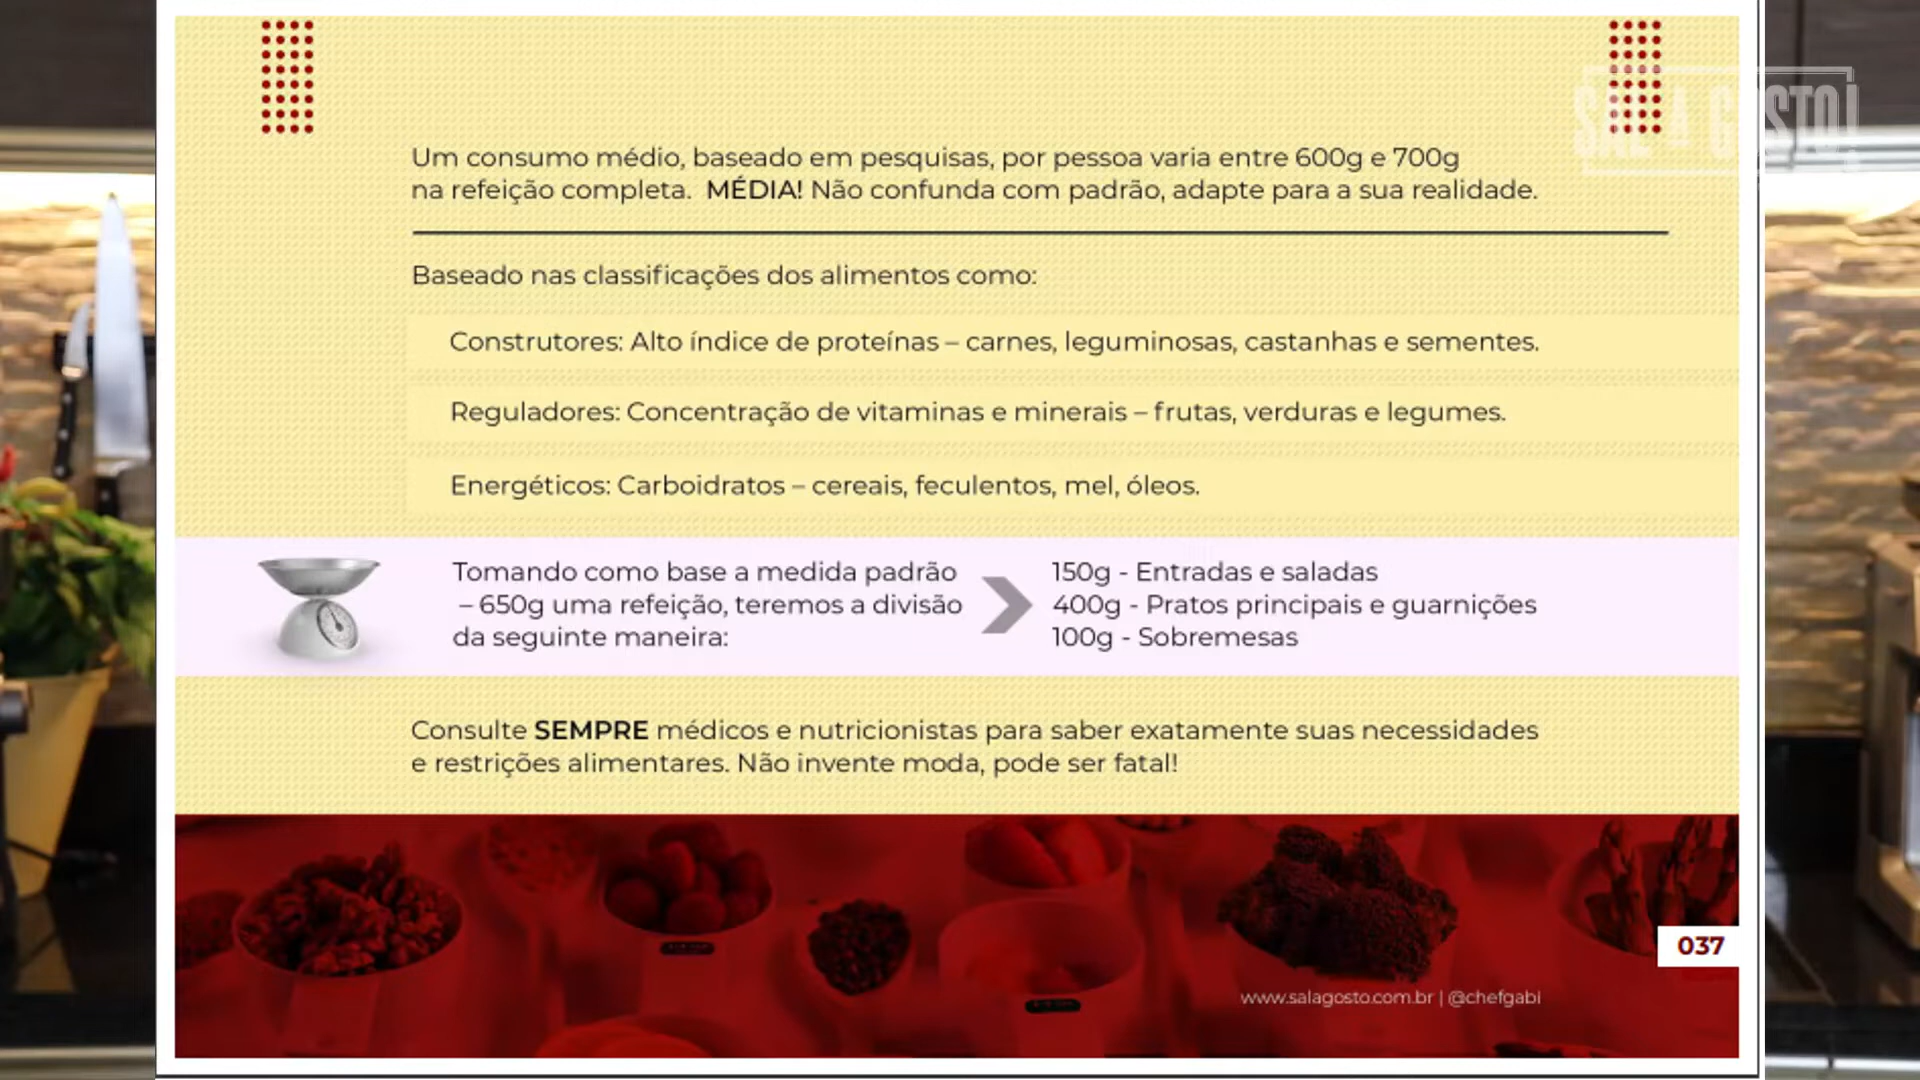 SAL A GOSTO!
Um consumo médio, baseado em pesquisas, por pessoa varia entre 600g e 700g
na refeição completa. MÉDIA! Não confunda com padrão, adapte para a sua realidade.
Baseado nas classificações dos alimentos como:
Construtores: Alto índice de proteínas – carnes, leguminosas, castanhas e sementes.
Reguladores: Concentração de vitaminas e minerais – frutas, verduras e legumes.
Energéticos: Carboidratos – cereais, feculentos, mel, óleos.
Tomando como base a medida padrão
– 650g uma refeição, teremos a divisão
da seguinte maneira:
150g - Entradas e saladas
400g - Pratos principais e guarnições
100g - Sobremesas
Consulte SEMPRE médicos e nutricionistas para saber exatamente suas necessidades
e restrições alimentares. Não invente moda, pode ser fatal!
037
www.salagosto.com.br | @chefgabi